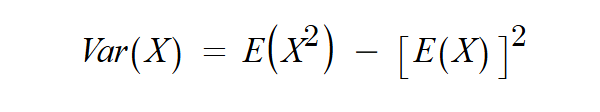 Var(X) = E(X²) − [E(X)]²